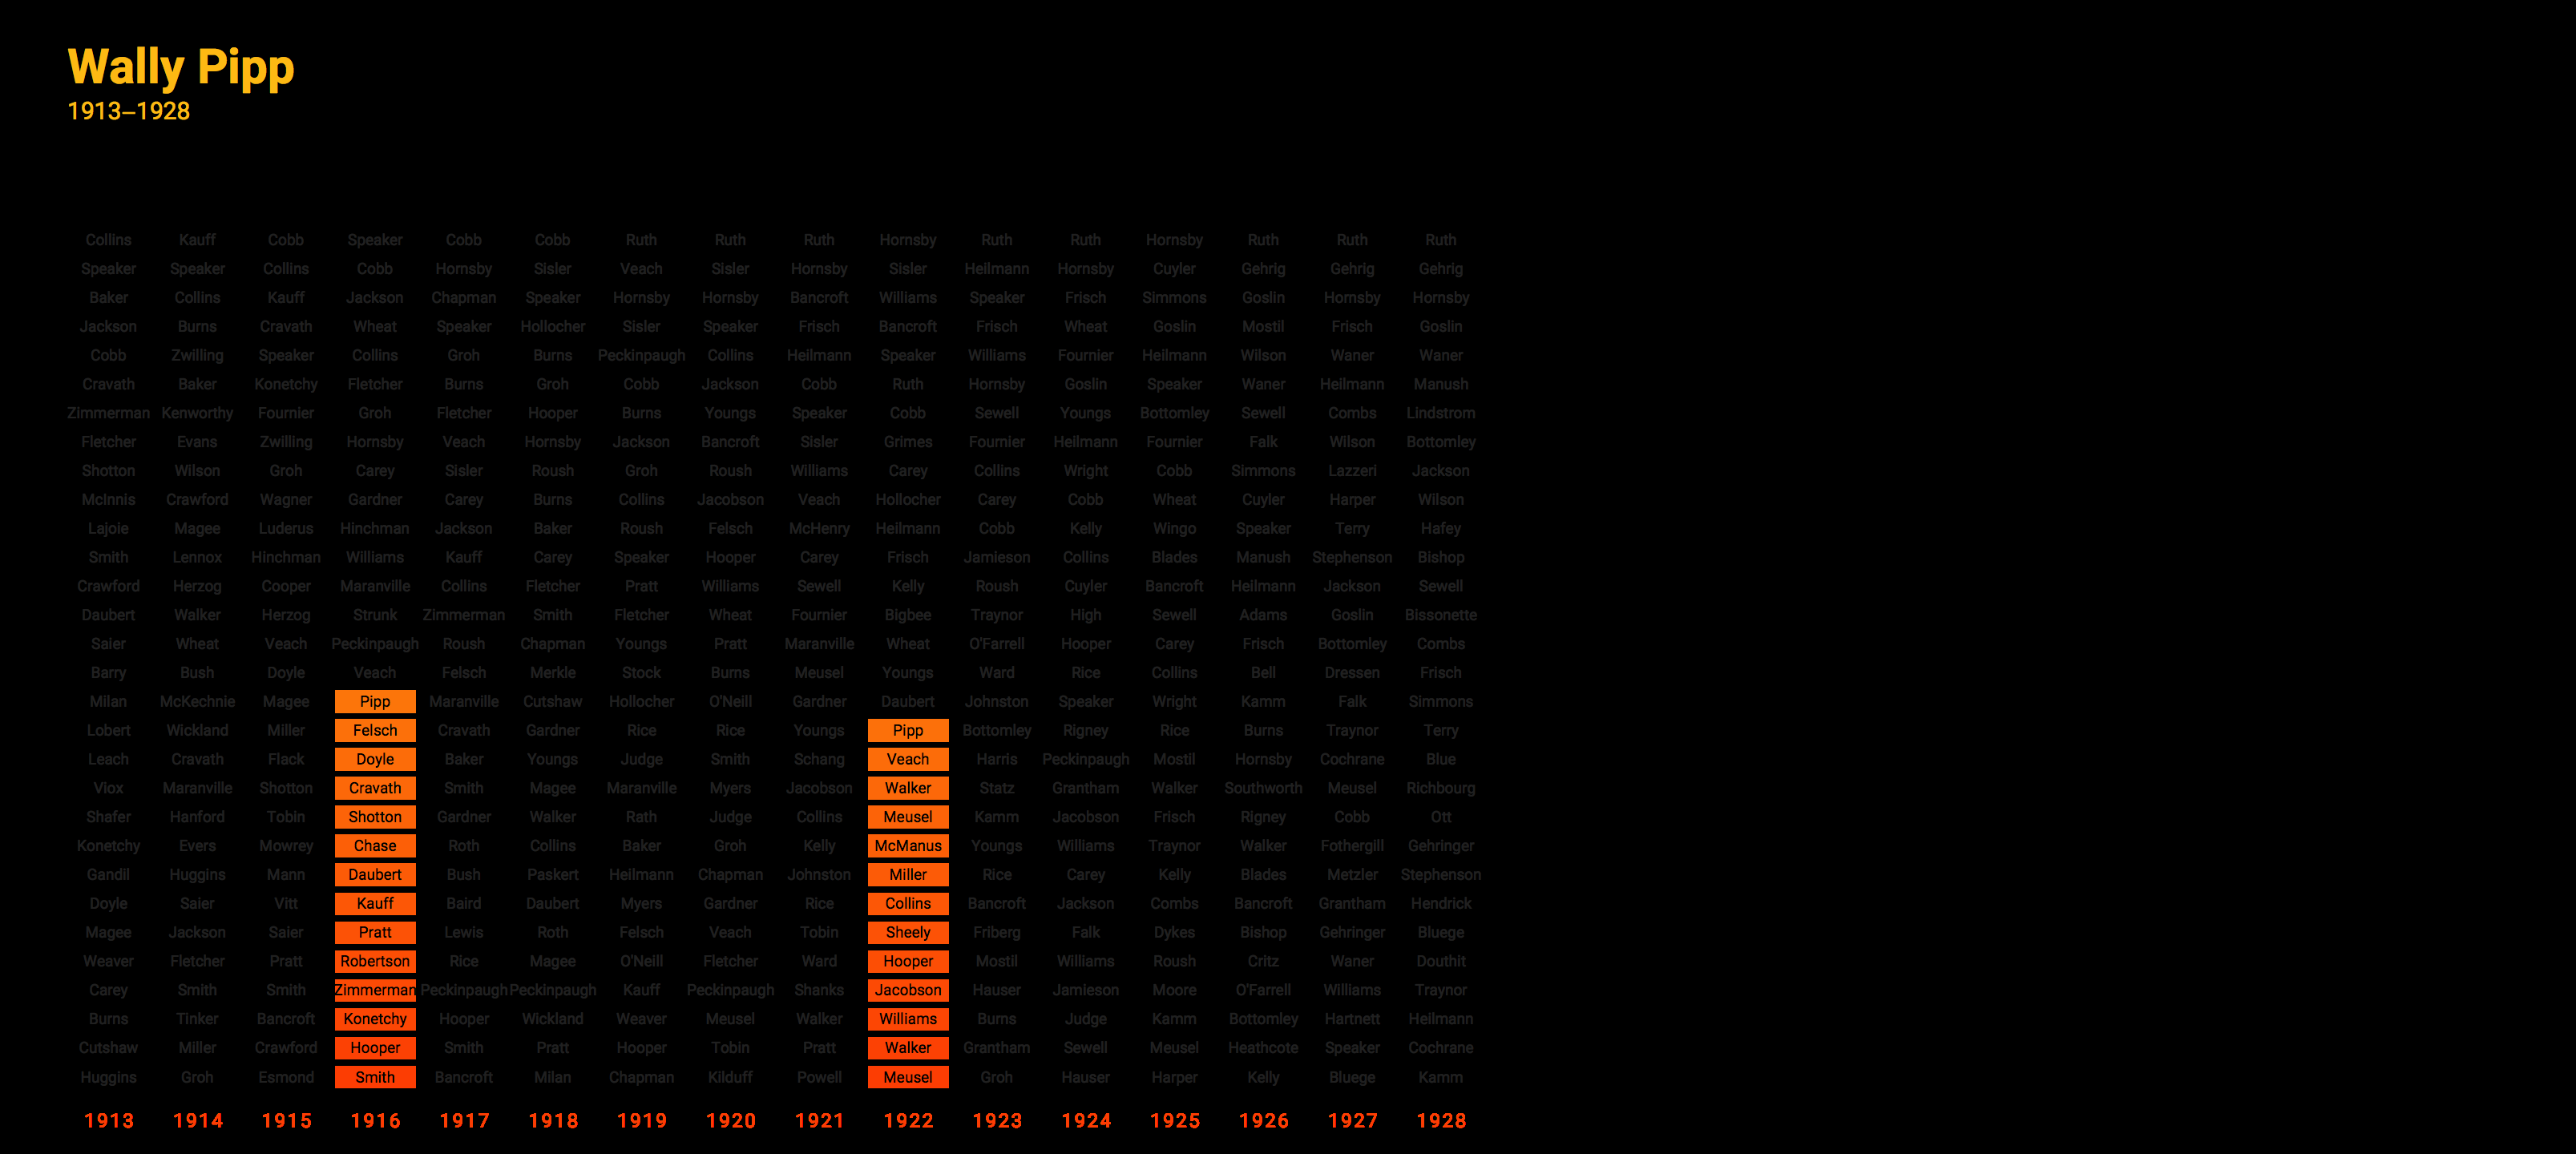 Wally Pipp
1913–1928
Collins Kauff Cobb Speaker Cobb Cobb Ruth Ruth Ruth Hornsby Ruth Ruth Hornsby Ruth Ruth Ruth
Speaker Speaker Collins Cobb Hornsby Sisler Veach Sisler Hornsby Sisler Heilmann Hornsby Cuyler Gehrig Gehrig Gehrig
Baker Collins Kauff Jackson Chapman Speaker Hornsby Hornsby Bancroft Williams Speaker Frisch Simmons Goslin Hornsby Hornsby
Jackson Burns Cravath Wheat Speaker Hollocher Sisler Speaker Frisch Bancroft Frisch Wheat Goslin Mostil Frisch Goslin
Cobb Zwilling Speaker Collins Groh Burns Peckinpaugh Collins Heilmann Speaker Williams Fournier Heilmann Wilson Waner Waner
Cravath Baker Konetchy Fletcher Burns Groh Cobb Jackson Cobb Ruth Hornsby Goslin Speaker Waner Heilmann Manush
Zimmerman Kenworthy Fournier Groh Fletcher Hooper Burns Youngs Speaker Cobb Sewell Youngs Bottomley Sewell Combs Lindstrom
Fletcher Evans Zwilling Hornsby Veach Hornsby Jackson Bancroft Sisler Grimes Fournier Heilmann Fournier Falk Wilson Bottomley
Shotton Wilson Groh Carey Sisler Roush Groh Roush Williams Carey Collins Wright Cobb Simmons Lazzeri Jackson
McInnis Crawford Wagner Gardner Carey Burns Collins Jacobson Veach Hollocher Carey Cobb Wheat Cuyler Harper Wilson
Lajoie Magee Luderus Hinchman Jackson Baker Roush Felsch McHenry Heilmann Cobb Kelly Wingo Speaker Terry Hafey
Smith Lennox Hinchman Williams Kauff Carey Speaker Hooper Carey Frisch Jamieson Collins Blades Manush Stephenson Bishop
Crawford Herzog Cooper Maranville Collins Fletcher Pratt Williams Sewell Kelly Roush Cuyler Bancroft Heilmann Jackson Sewell
Daubert Walker Herzog Strunk Zimmerman Smith Fletcher Wheat Fournier Bigbee Traynor High Sewell Adams Goslin Bissonette
Saier Wheat Veach Peckinpaugh Roush Chapman Youngs Pratt Maranville Wheat O'Farrell Hooper Carey Frisch Bottomley Combs
Barry Bush Doyle Veach Felsch Merkle Stock Burns Meusel Youngs Ward Rice Collins Bell Dressen Frisch
Milan McKechnie Magee Pipp Maranville Cutshaw Hollocher O'Neill Gardner Daubert Johnston Speaker Wright Kamm Falk Simmons
Lobert Wickland Miller Felsch Cravath Gardner Rice Rice Youngs Pipp Bottomley Rigney Rice Burns Traynor Terry
Leach Cravath Flack Doyle Baker Youngs Judge Smith Schang Veach Harris Peckinpaugh Mostil Hornsby Cochrane Blue
Viox Maranville Shotton Cravath Smith Magee Maranville Myers Jacobson Walker Statz Grantham Walker Southworth Meusel Richbourg
Shafer Hanford Tobin Shotton Gardner Walker Rath Judge Collins Meusel Kamm Jacobson Frisch Rigney Cobb Ott
Konetchy Evers Mowrey Chase Roth Collins Baker Groh Kelly McManus Youngs Williams Traynor Walker Fothergill Gehringer
Gandil Huggins Mann Daubert Bush Paskert Heilmann Chapman Johnston Miller Rice Carey Kelly Blades Metzler Stephenson
Doyle Saier Vitt Kauff Baird Daubert Myers Gardner Rice Collins Bancroft Jackson Combs Bancroft Grantham Hendrick
Magee Jackson Saier Pratt Lewis Roth Felsch Veach Tobin Sheely Friberg Falk Dykes Bishop Gehringer Bluege
Weaver Fletcher Pratt Robertson Rice Magee O'Neill Fletcher Ward Hooper Mostil Williams Roush Critz Waner Douthit
Carey Smith Smith Zimmerman Peckinpaugh Peckinpaugh Kauff Peckinpaugh Shanks Jacobson Hauser Jamieson Moore O'Farrell Williams Traynor
Burns Tinker Bancroft Konetchy Hooper Wickland Weaver Meusel Walker Williams Burns Judge Kamm Bottomley Hartnett Heilmann
Cutshaw Miller Crawford Hooper Smith Pratt Hooper Tobin Pratt Walker Grantham Sewell Meusel Heathcote Speaker Cochrane
Huggins Groh Esmond Smith Bancroft Milan Chapman Kilduff Powell Meusel Groh Hauser Harper Kelly Bluege Kamm
1913 1914 1915 1916 1917 1918 1919 1920 1921 1922 1923 1924 1925 1926 1927 1928